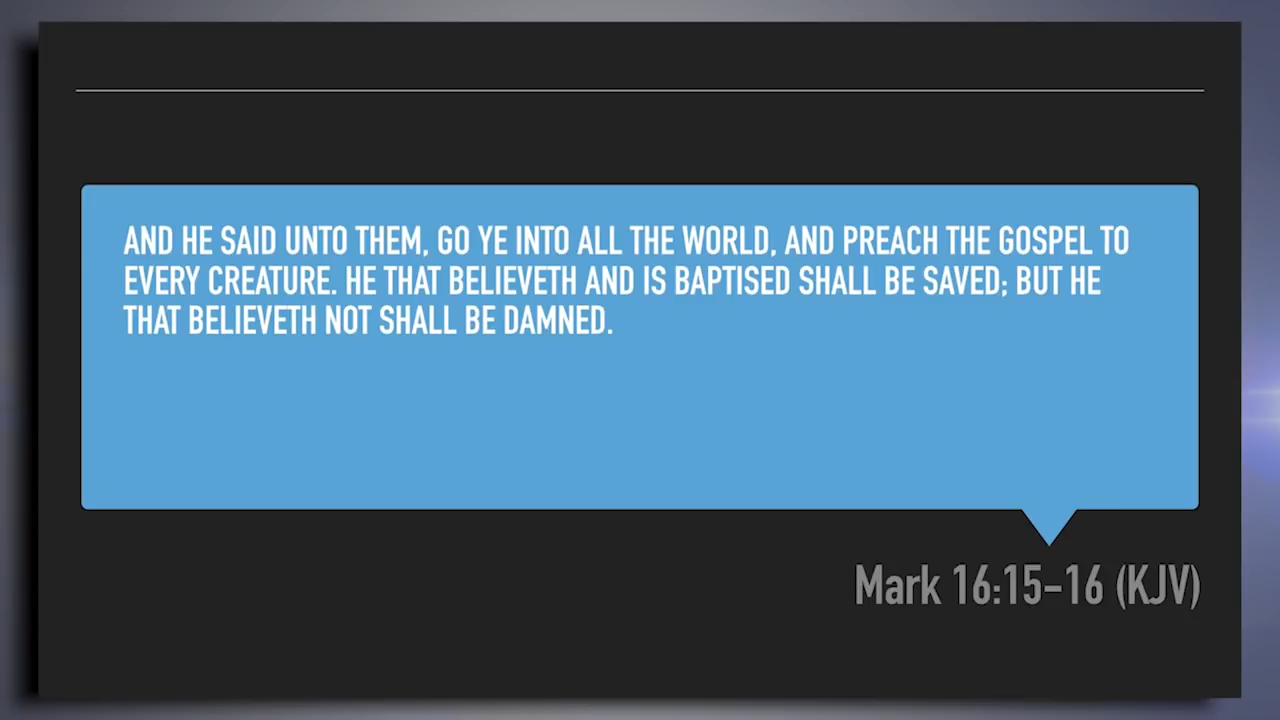 AND HE SAID UNTO THEM, GO YE INTO ALL THE WORLD, AND PREACH THE GOSPEL TO
EVERY CREATURE. HE THAT BELIEVETH AND IS BAPTISED SHALL BE SAVED; BUT HE
THAT BELIEVETH NOT SHALL BE DAMNED.
Mark 16:15-16 (KJV)